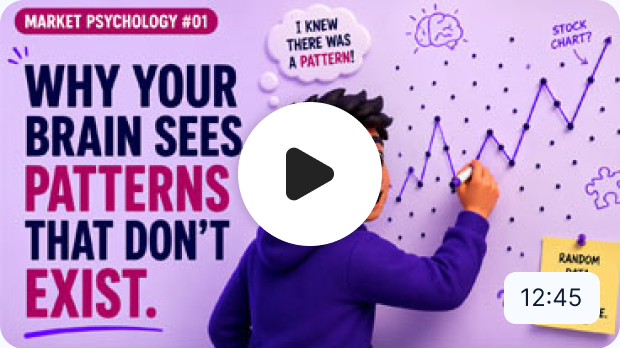 MARKET PSYCHOLOGY #01
WHY YOUR
BRAIN SEES
PATTERNS
THAT DON'T
EXIST.
I KNEW
THERE WAS
A PATTERN!
STOCK
CHART?
RANDOM
12:45